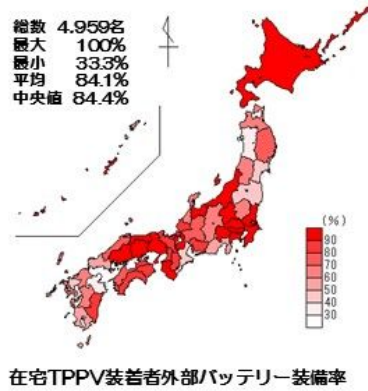 総数 4.959名
最大 100%
最小 33.3%
平均 84.1%
中央値 84.4%
(%)
90
80
70
60
50
40
30
在宅TPPV装着者外部バッテリー装備率